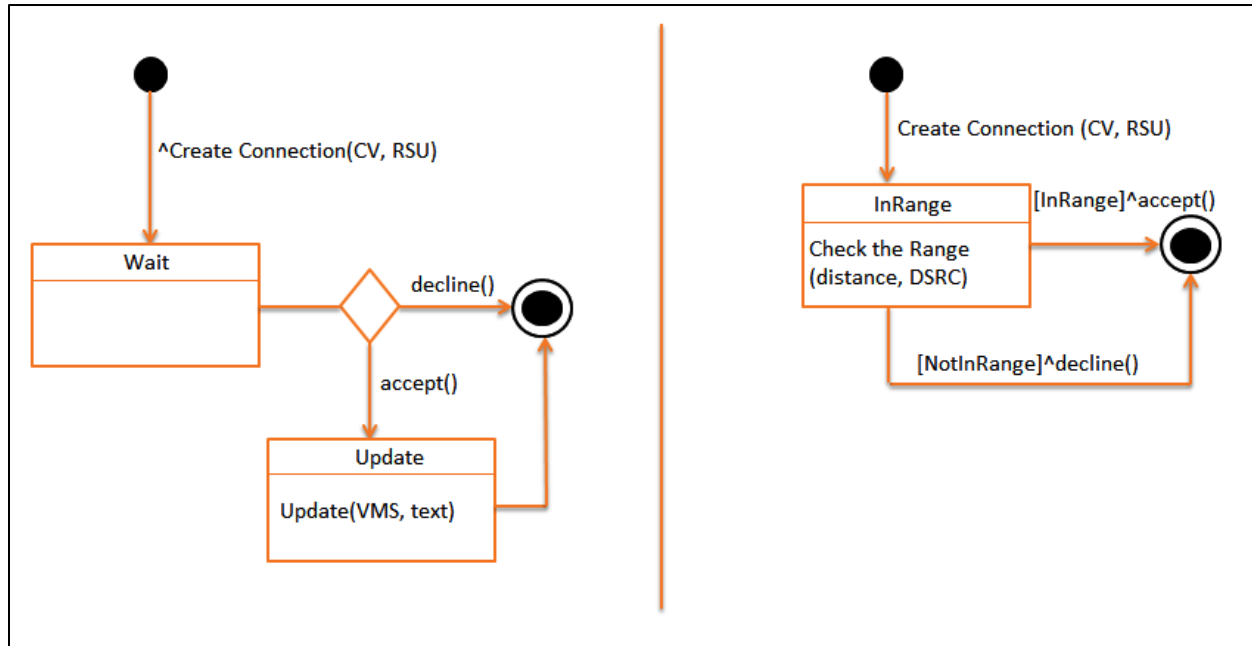 ^Create Connection(CV, RSU)
Wait
decline()
accept()
Update
Update(VMS, text)
Create Connection (CV, RSU)
InRange
[InRange]^accept()
Check the Range
(distance, DSRC)
[NotInRange]^decline()